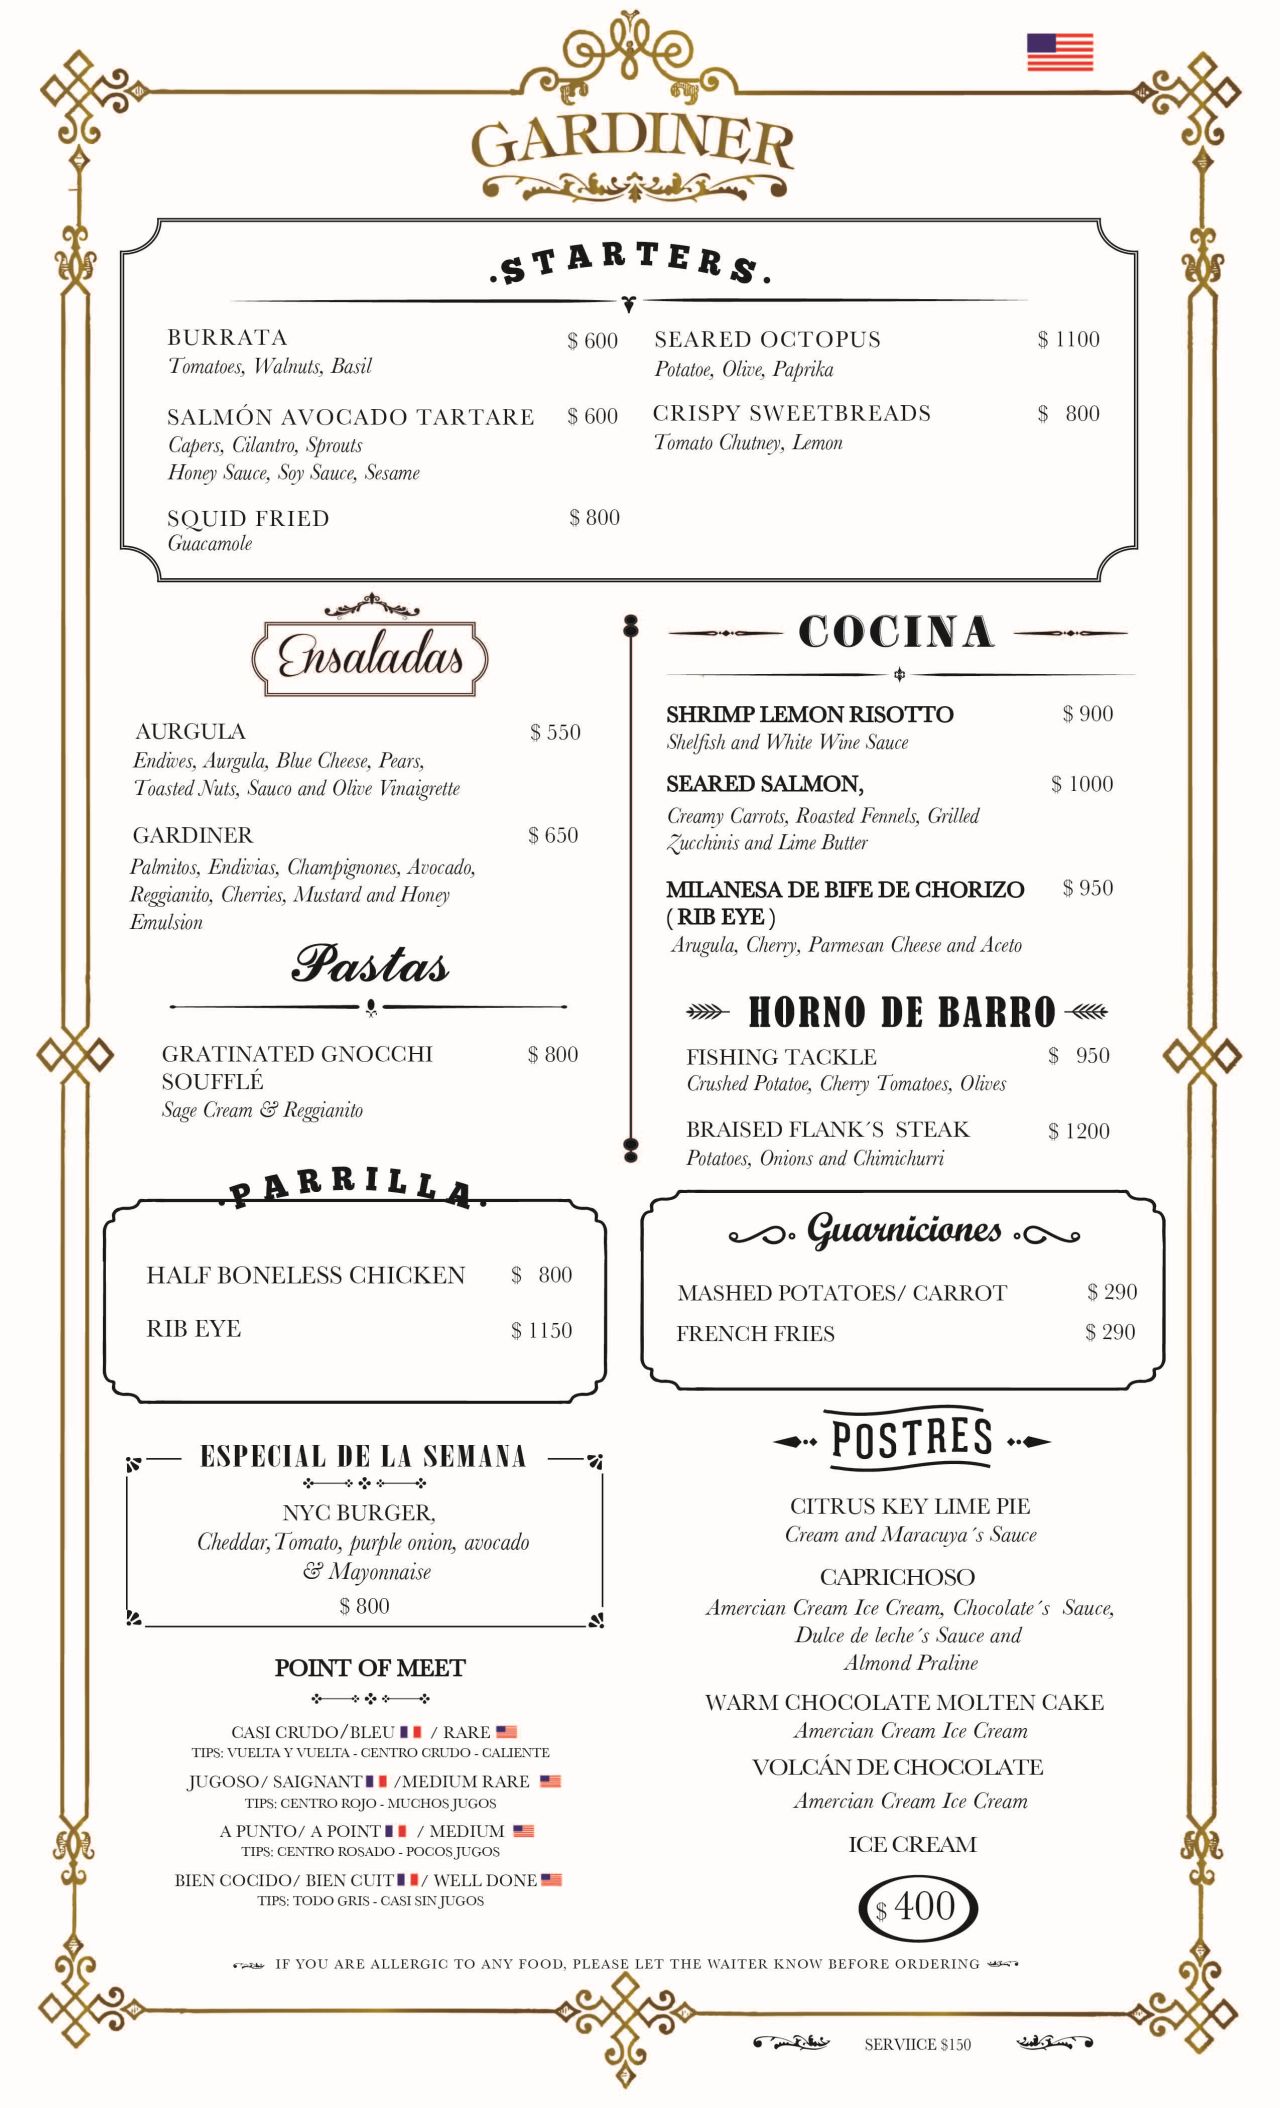 GARDINER
.STARTERS.
BURRATA $ 600
Tomatoes, Walnuts, Basil
SALMÓN AVOCADO TARTARE $ 600
Capers, Cilantro, Sprouts
Honey Sauce, Soy Sauce, Sesame
SQUID FRIED $ 800
Guacamole
SEARED OCTOPUS $ 1100
Potatoe, Olive, Paprika
CRISPY SWEETBREADS $ 800
Tomato Chutney, Lemon
Ensaladas
AURGULA $ 550
Endives, Aurgula, Blue Cheese, Pears,
Toasted Nuts, Sauco and Olive Vinaigrette
GARDINER $ 650
Palmitos, Endivias, Champignones, Avocado,
Reggianito, Cherries, Mustard and Honey
Emulsion
Pastas
GRATINATED GNOCCHI $ 800
SOUFFLÉ
Sage Cream & Reggianito
COCINA
SHRIMP LEMON RISOTTO $ 900
Shelfish and White Wine Sauce
SEARED SALMON, $ 1000
Creamy Carrots, Roasted Fennels, Grilled
Zucchinis and Lime Butter
MILANESA DE BIFE DE CHORIZO $ 950
( RIB EYE )
Arugula, Cherry, Parmesan Cheese and Aceto
HORNO DE BARRO
FISHING TACKLE $ 950
Crushed Potatoe, Cherry Tomatoes, Olives
BRAISED FLANK´S STEAK $ 1200
Potatoes, Onions and Chimichurri
.PARRILLA.
HALF BONELESS CHICKEN $ 800
RIB EYE $ 1150
Guarniciones
MASHED POTATOES/ CARROT $ 290
FRENCH FRIES $ 290
ESPECIAL DE LA SEMANA
NYC BURGER,
Cheddar, Tomato, purple onion, avocado
& Mayonnaise
$ 800
POINT OF MEET
CASI CRUDO/BLEU / RARE
TIPS: VUELTA Y VUELTA - CENTRO CRUDO - CALIENTE
JUGOSO/ SAIGNANT /MEDIUM RARE
TIPS: CENTRO ROJO - MUCHOS JUGOS
A PUNTO/ A POINT / MEDIUM
TIPS: CENTRO ROSADO - POCOS JUGOS
BIEN COCIDO/ BIEN CUIT / WELL DONE
TIPS: TODO GRIS - CASI SIN JUGOS
POSTRES
CITRUS KEY LIME PIE
Cream and Maracuya´s Sauce
CAPRICHOSO
Amercian Cream Ice Cream, Chocolate´s Sauce,
Dulce de leche´s Sauce and
Almond Praline
WARM CHOCOLATE MOLTEN CAKE
Amercian Cream Ice Cream
VOLCÁN DE CHOCOLATE
Amercian Cream Ice Cream
ICE CREAM
$ 400
IF YOU ARE ALLERGIC TO ANY FOOD, PLEASE LET THE WAITER KNOW BEFORE ORDERING
SERVIICE $150